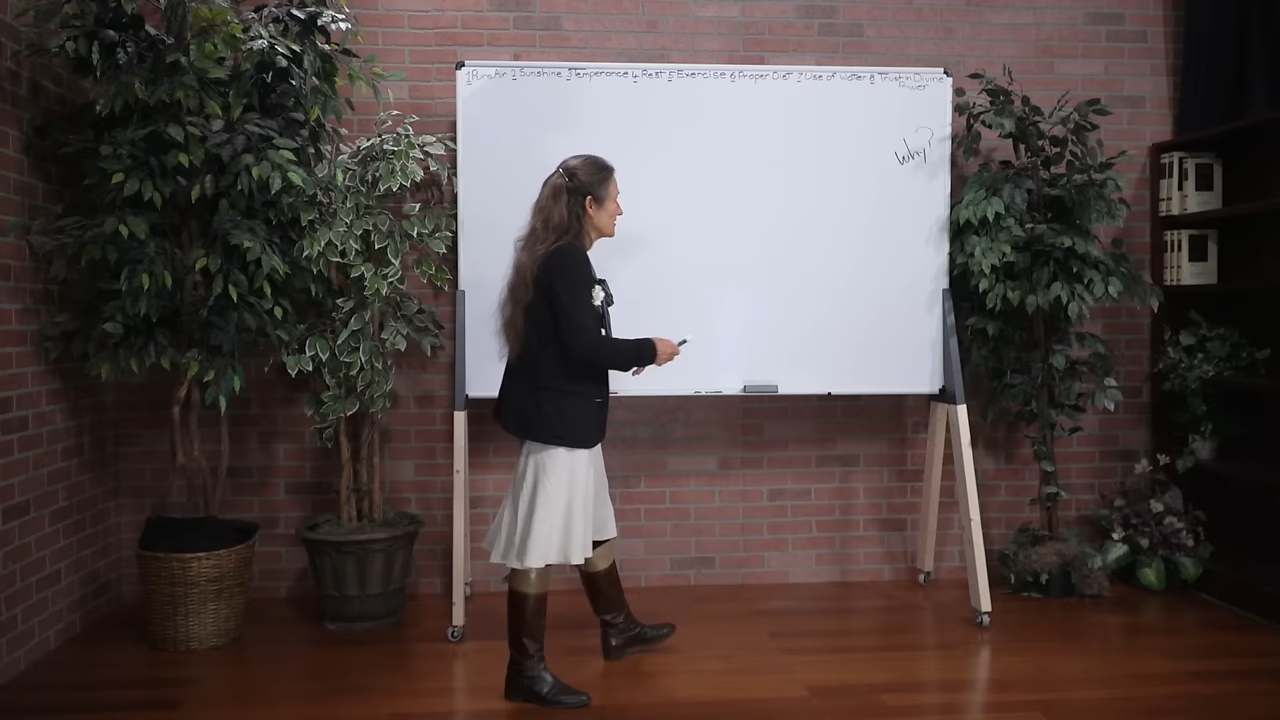 1 Pure Air 2 Sunshine 3 Temperance 4 Rest 5 Exercise 6 Proper Diet 7 Use of Water 8 Trust in Divine
Power
Why?